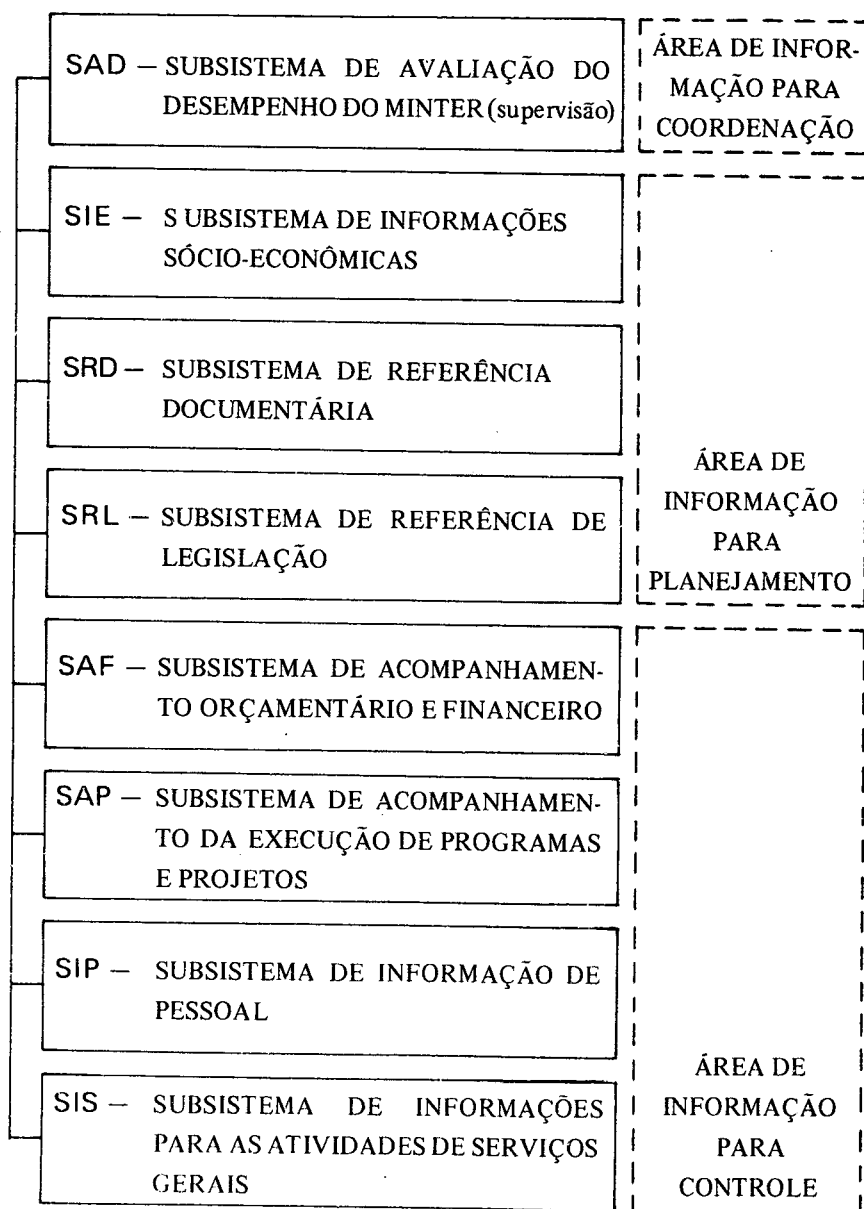 SAD – SUBSISTEMA DE AVALIAÇÃO DO
DESEMPENHO DO MINTER (supervisão)
ÁREA DE INFOR-
MAÇÃO PARA
COORDENAÇÃO
SIE – SUBSISTEMA DE INFORMAÇÕES
SÓCIO-ECONÔMICAS
SRD – SUBSISTEMA DE REFERÊNCIA
DOCUMENTÁRIA
SRL – SUBSISTEMA DE REFERÊNCIA DE
LEGISLAÇÃO
ÁREA DE
INFORMAÇÃO
PARA
PLANEJAMENTO
SAF – SUBSISTEMA DE ACOMPANHAMEN-
TO ORÇAMENTÁRIO E FINANCEIRO
SAP – SUBSISTEMA DE ACOMPANHAMEN-
TO DA EXECUÇÃO DE PROGRAMAS
E PROJETOS
SIP – SUBSISTEMA DE INFORMAÇÃO DE
PESSOAL
SIS – SUBSISTEMA DE INFORMAÇÕES
PARA AS ATIVIDADES DE SERVIÇOS
GERAIS
ÁREA DE
INFORMAÇÃO
PARA
CONTROLE